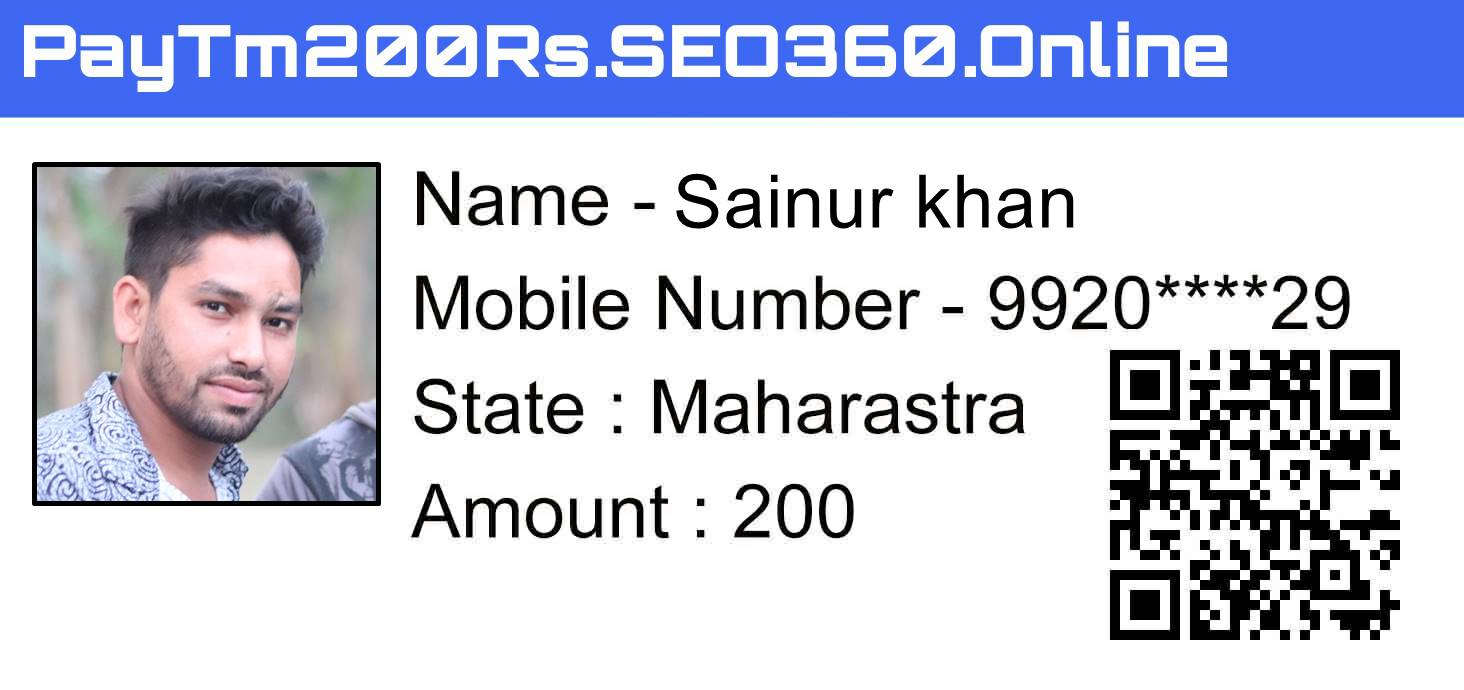 PayTm200Rs.SEO360.Online
Name - Sainur khan
Mobile Number - 9920****29
State : Maharastra
Amount : 200